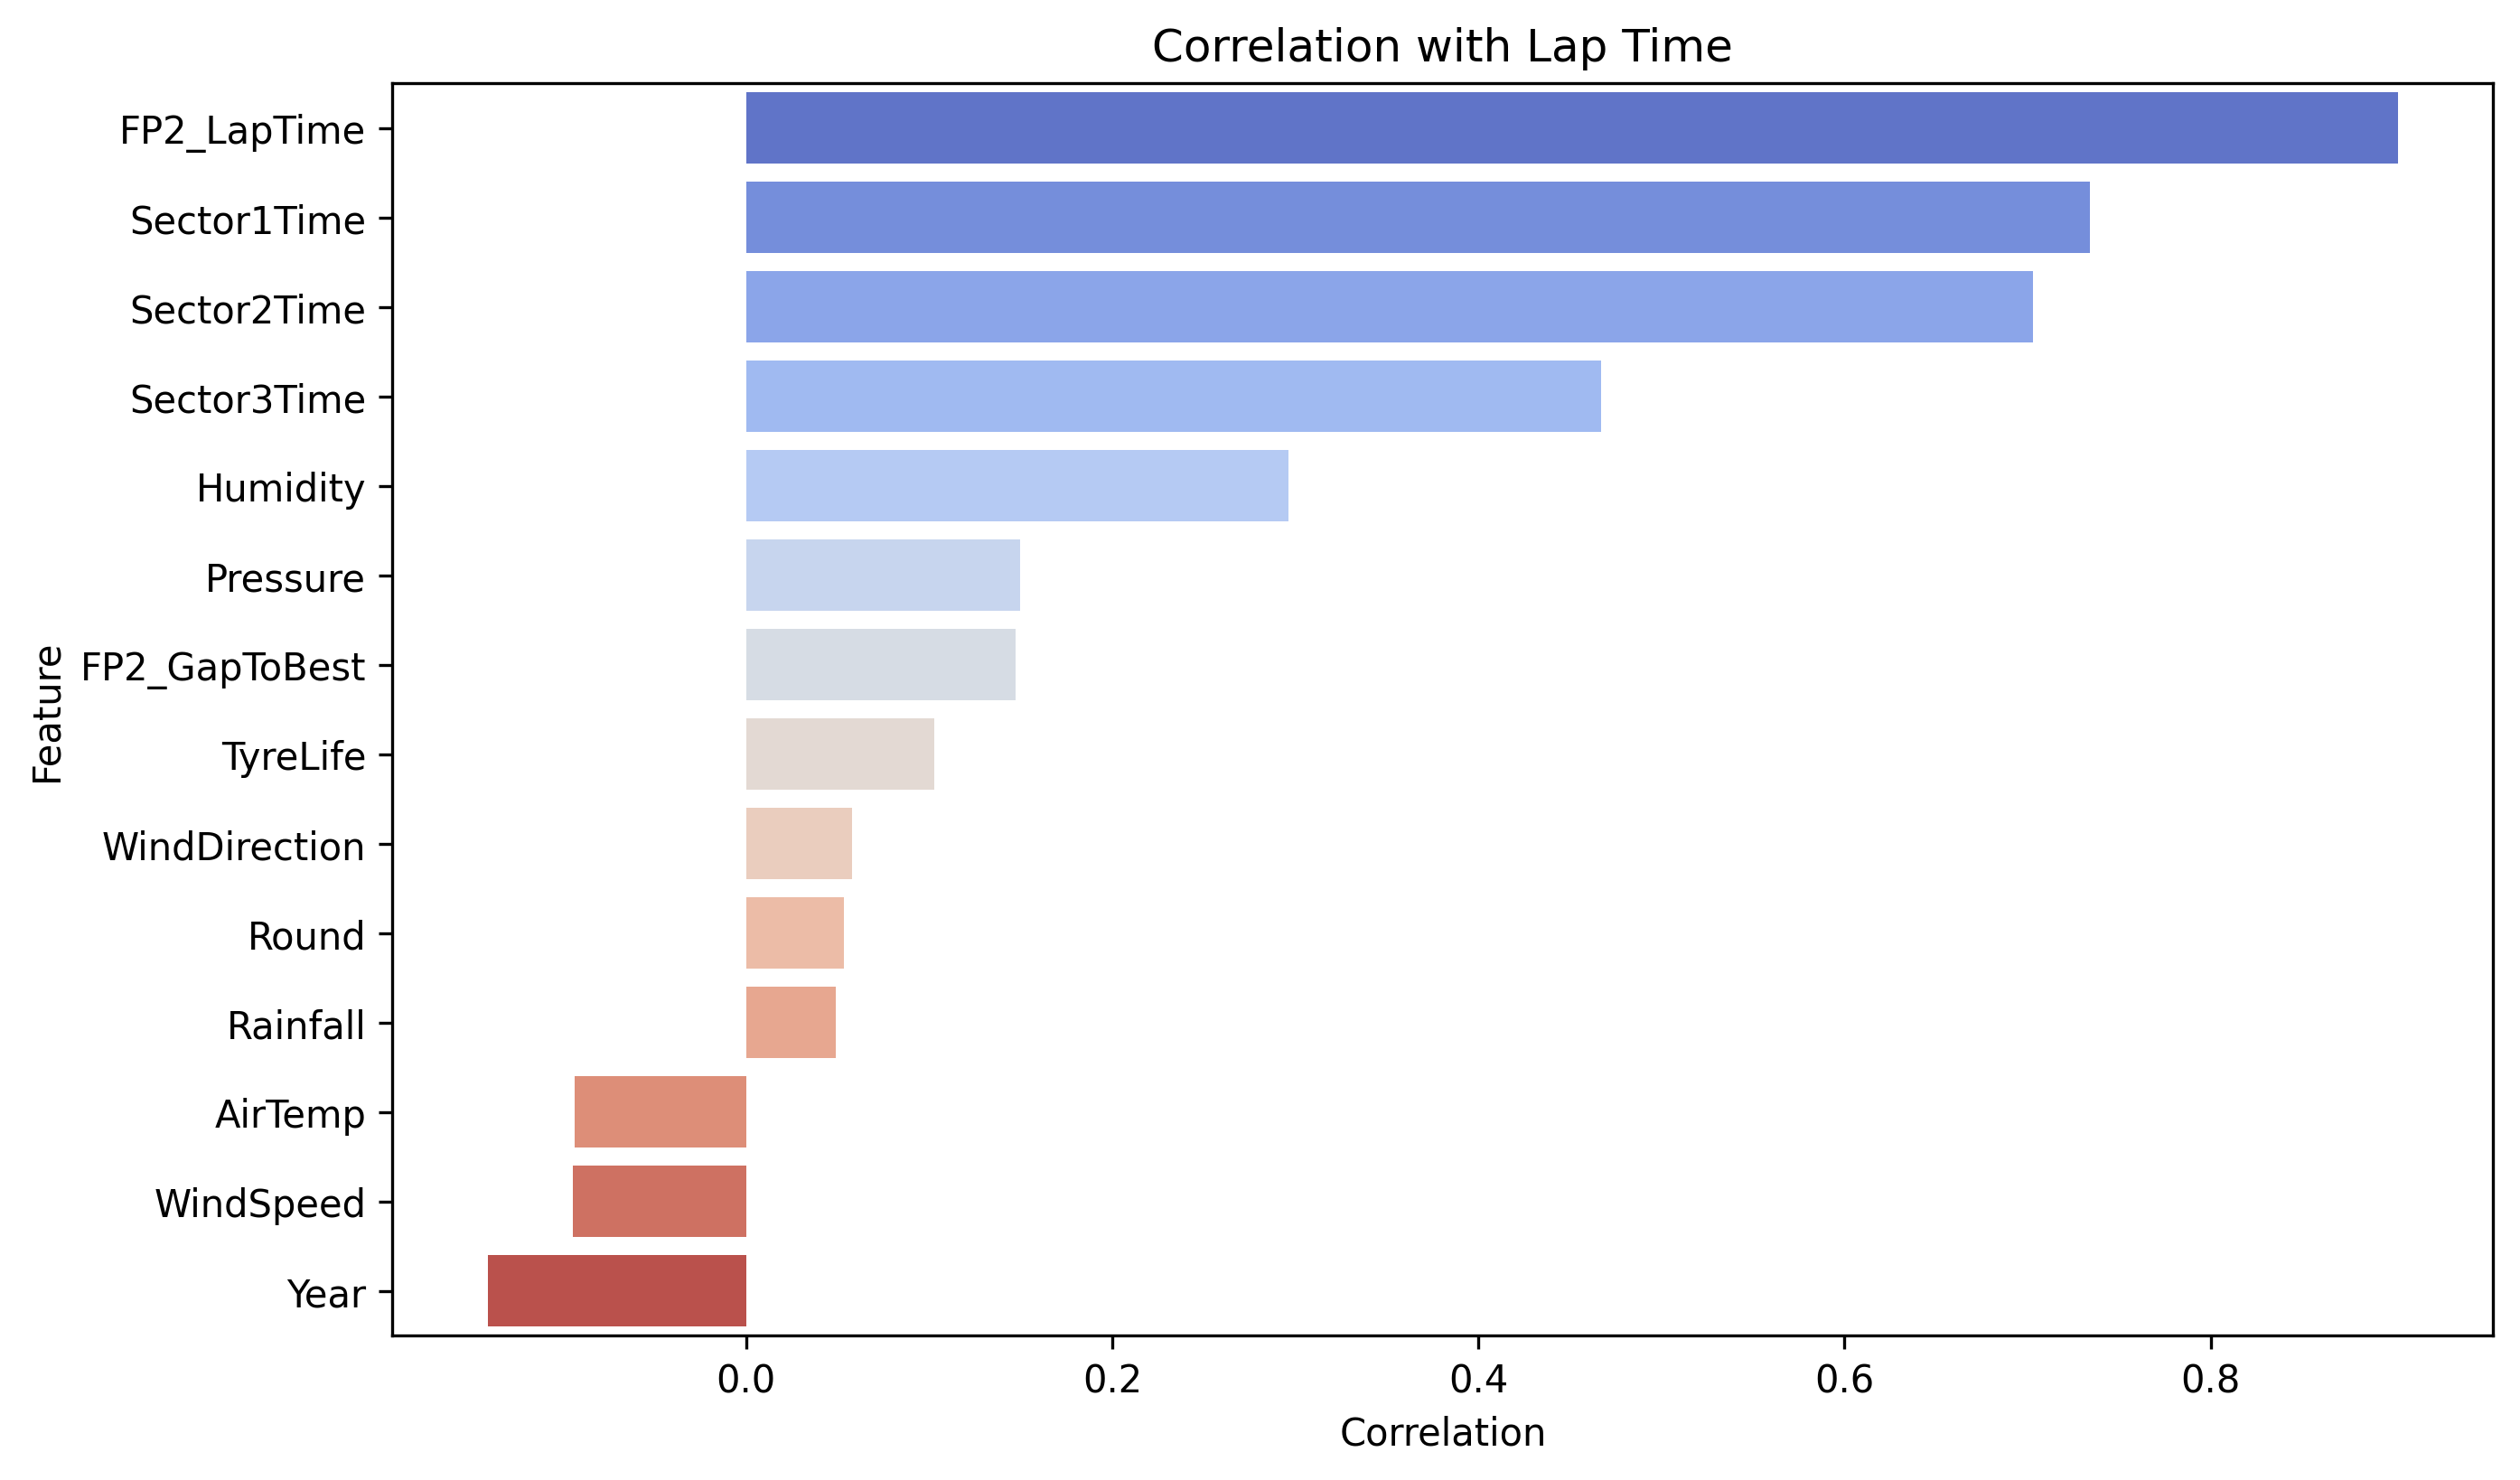 Correlation with Lap Time
Feature
FP2_LapTime
Sector1Time
Sector2Time
Sector3Time
Humidity
Pressure
FP2_GapToBest
TyreLife
WindDirection
Round
Rainfall
AirTemp
WindSpeed
Year
0.0 0.2 0.4 0.6 0.8
Correlation